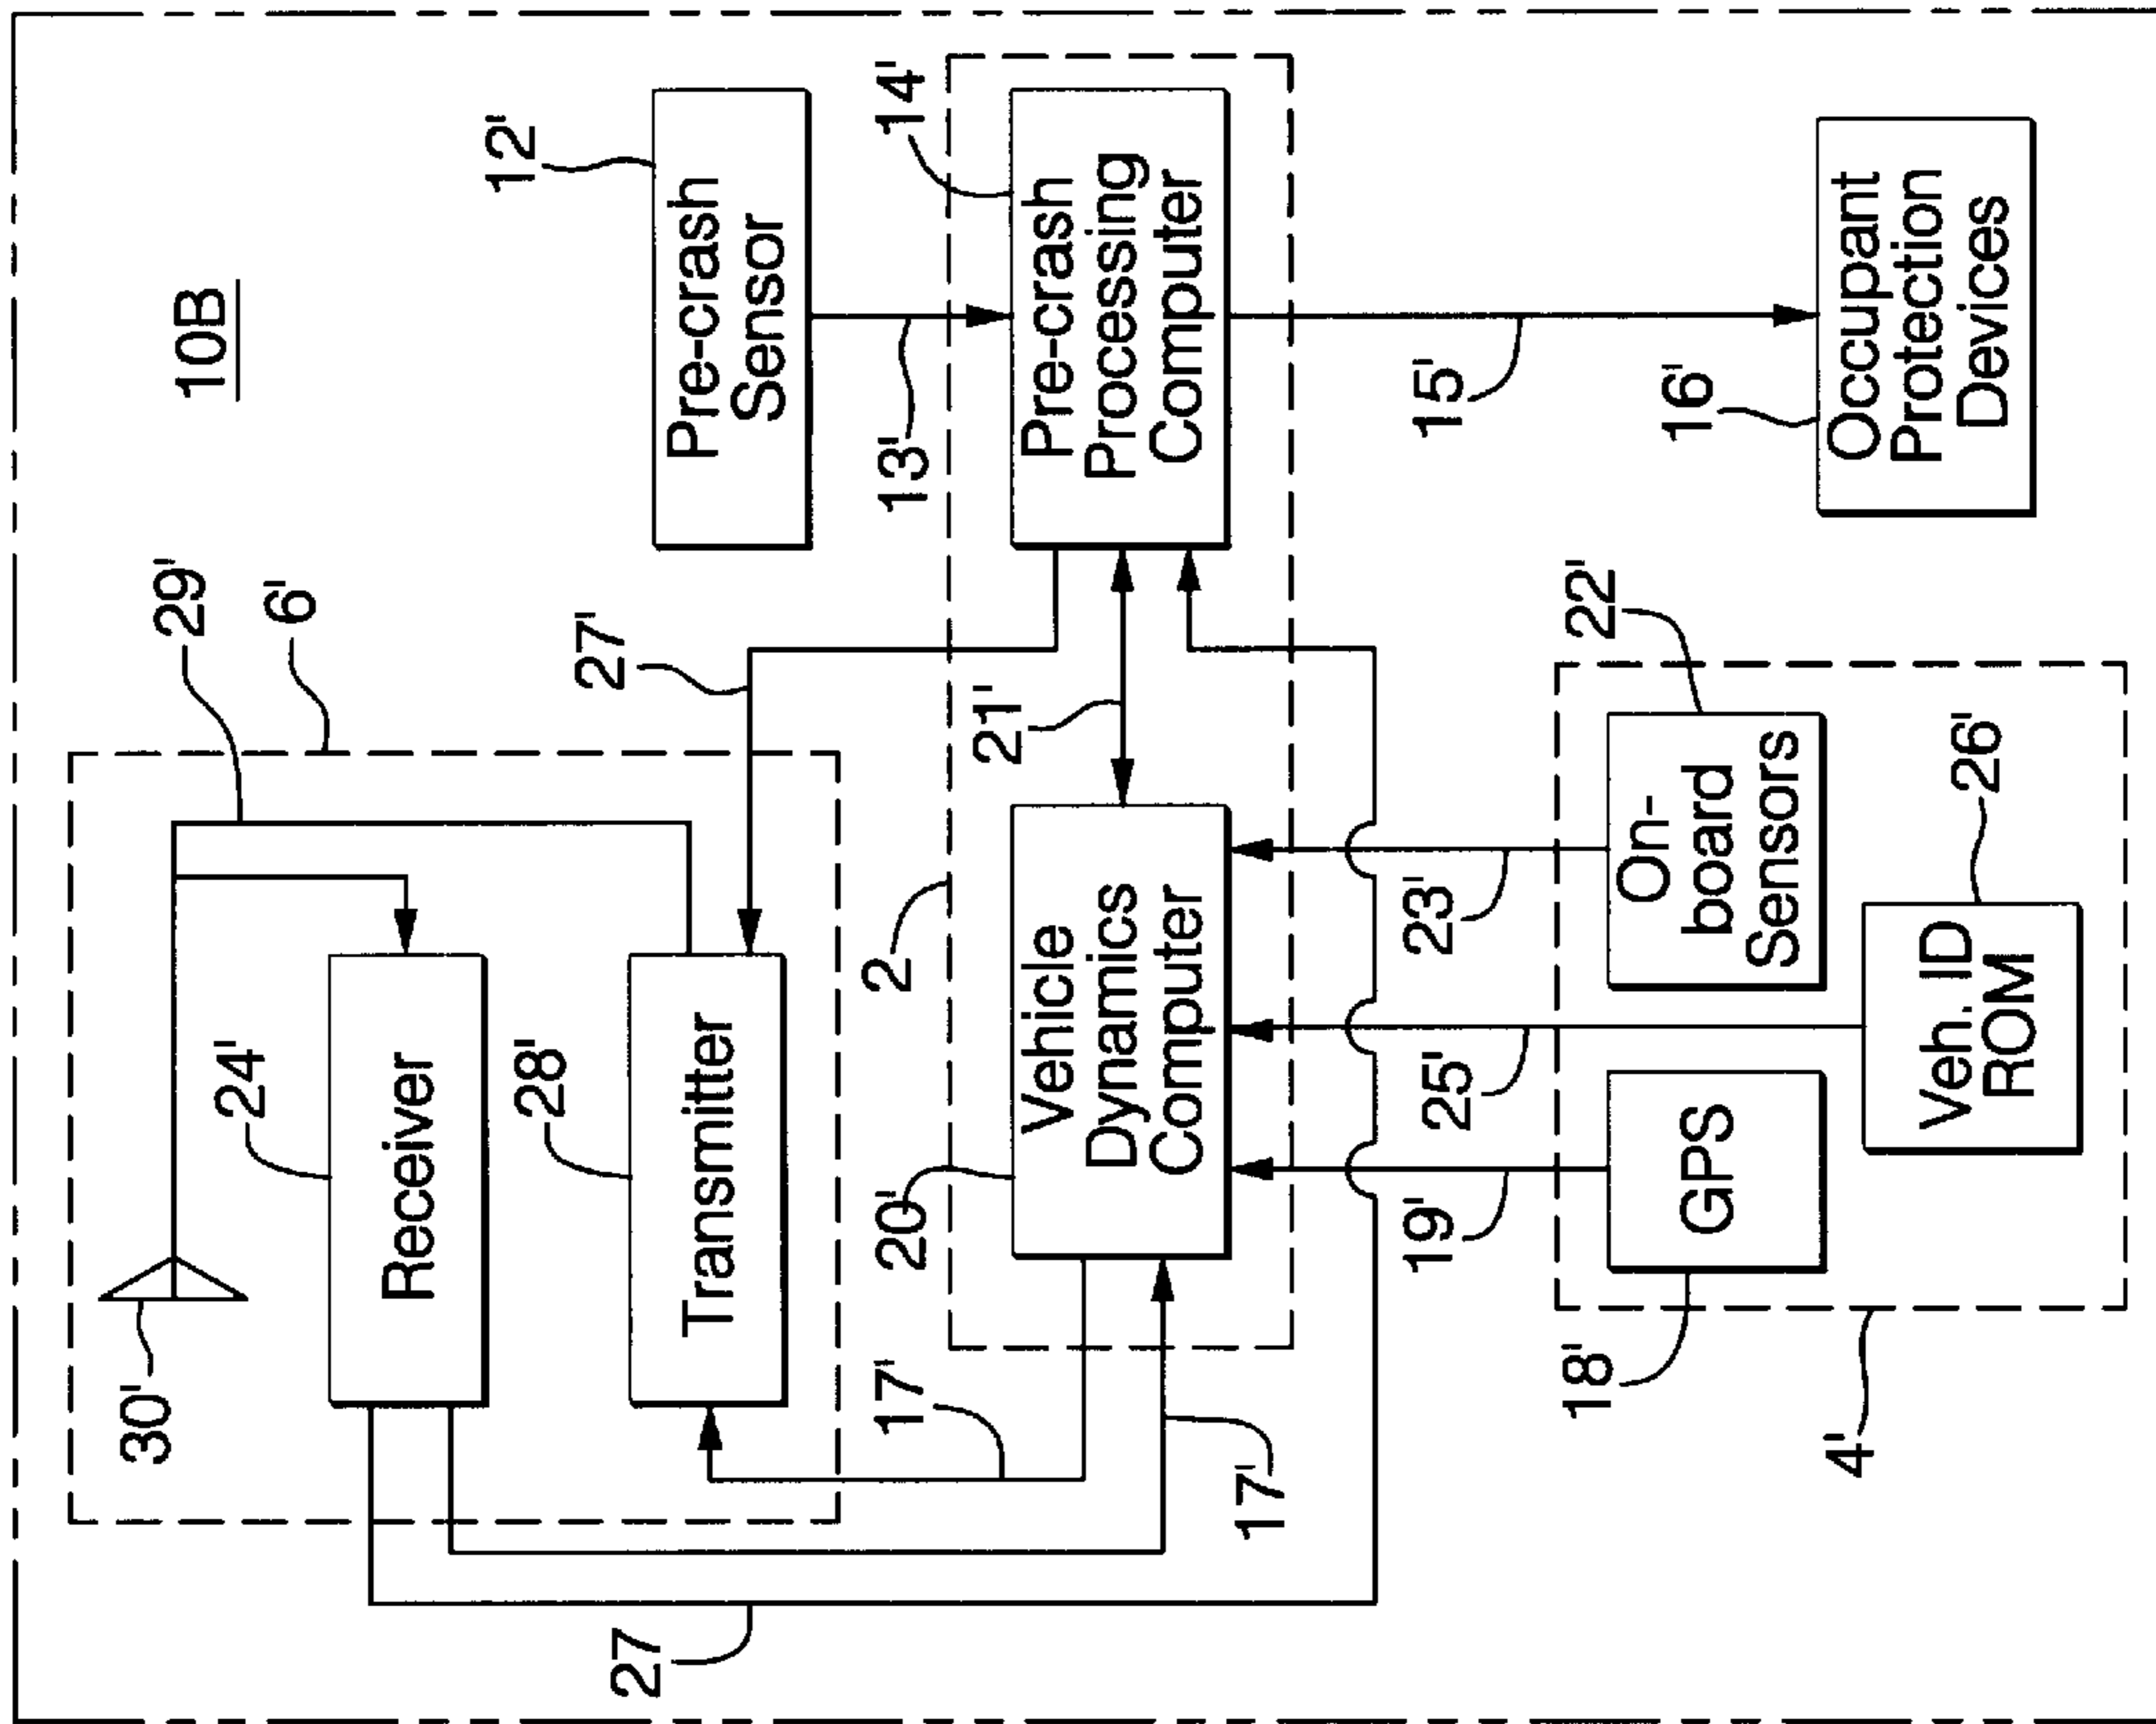 10B
30'
29'
6'
24'
Receiver
12'
28'
Transmitter
27
27'
Pre-crash
Sensor
17'
20'
2
13'
14'
21'
Vehicle
Dynamics
Computer
Pre-crash
Processing
Computer
17'
19'
25'
23'
15'
18'
22'
16'
GPS
On-
board
Sensors
4'
26'
Veh. ID
ROM
Occupant
Protection
Devices